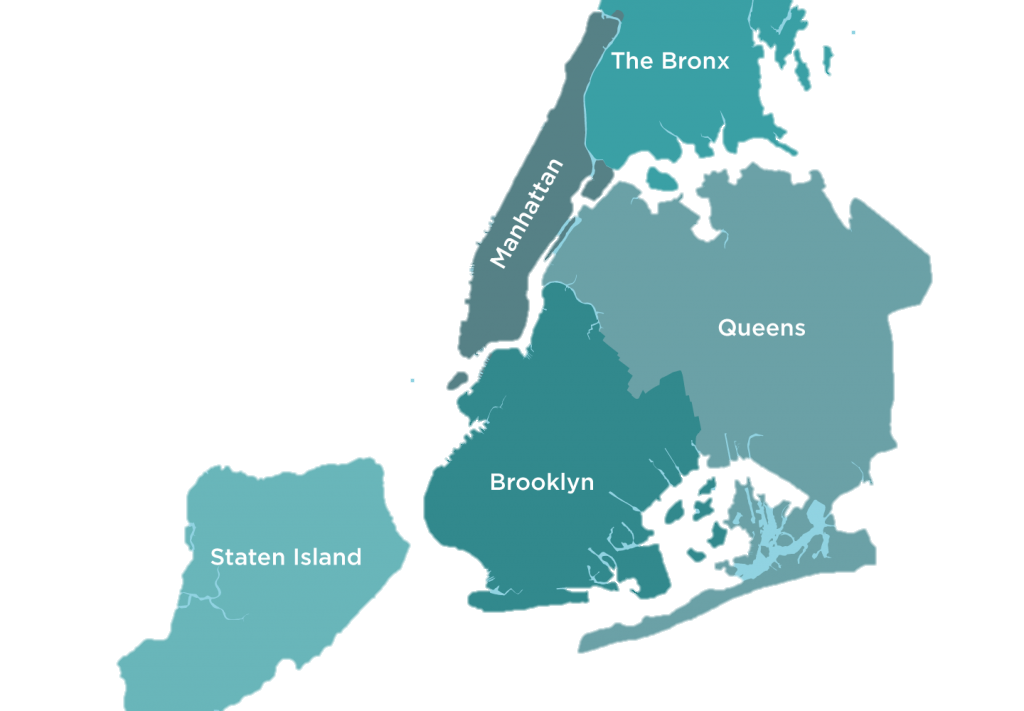 The Bronx
Manhattan
Queens
Brooklyn
Staten Island